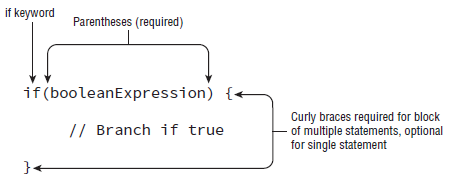 if keyword
Parentheses (required)
if(booleanExpression) {
// Branch if true
Curly braces required for block
of multiple statements, optional
for single statement
}